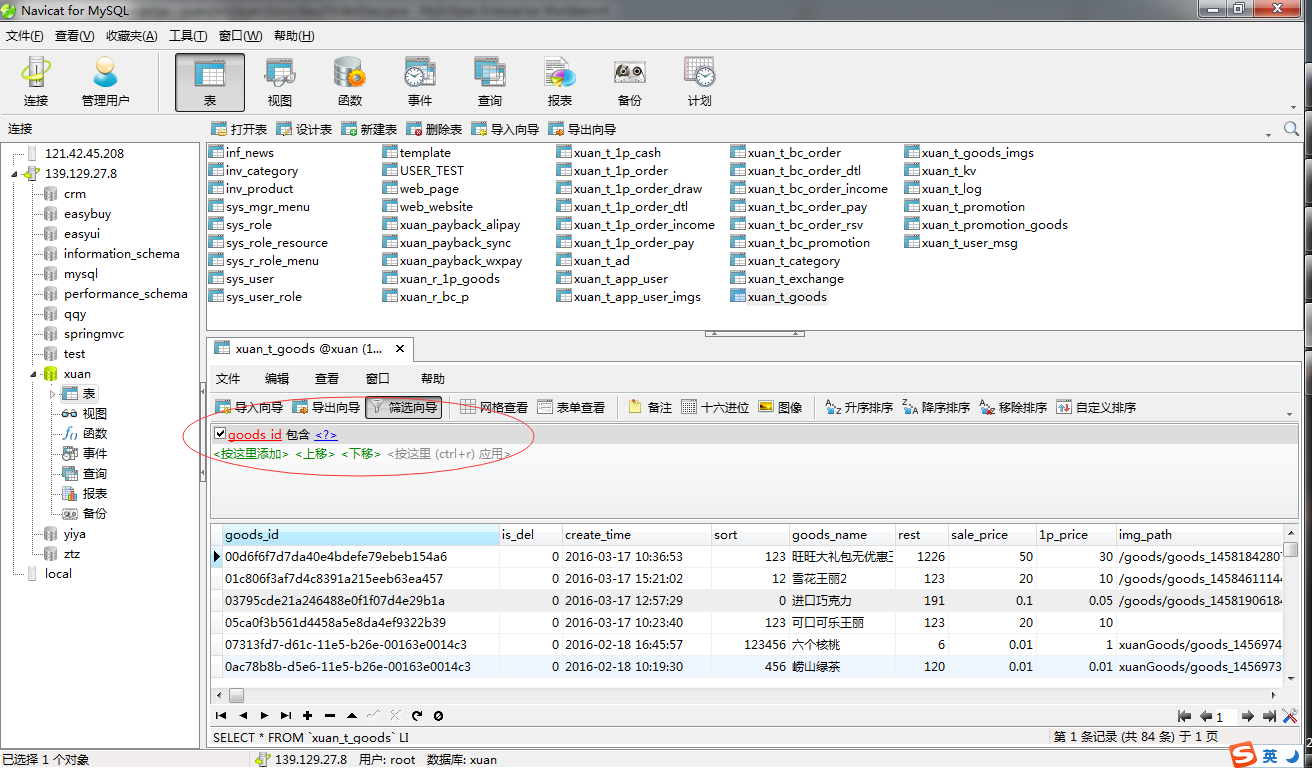 Navicat for MySQL
文件(F) 查看(V) 收藏夹(A) 工具(T) 窗口(W) 帮助(H)
连接 管理用户 表 视图 函数 事件 查询 报表 备份 计划
连接
打开表 设计表 新建表 删除表 导入向导 导出向导
121.42.45.208
139.129.27.8
crm
easybuy
easyui
information_schema
mysql
performance_schema
qqy
springmvc
test
xuan
表
视图
函数
事件
查询
报表
备份
yiya
ztz
local
inf_news template xuan_t_1p_cash xuan_t_bc_order xuan_t_goods_imgs
inv_category USER_TEST xuan_t_1p_order xuan_t_bc_order_dtl xuan_t_kv
inv_product web_page xuan_t_1p_order_draw xuan_t_bc_order_income xuan_t_log
sys_mgr_menu web_website xuan_t_1p_order_dtl xuan_t_bc_order_pay xuan_t_promotion
sys_role xuan_payback_alipay xuan_t_1p_order_income xuan_t_bc_order_rsv xuan_t_promotion_goods
sys_role_resource xuan_payback_sync xuan_t_1p_order_pay xuan_t_bc_promotion xuan_t_user_msg
sys_r_role_menu xuan_payback_wxpay xuan_t_ad xuan_t_category
sys_user xuan_r_1p_goods xuan_t_app_user xuan_t_exchange
sys_user_role xuan_r_bc_p xuan_t_app_user_imgs xuan_t_goods
xuan_t_goods @xuan (1...
文件 编辑 查看 窗口 帮助
导入向导 导出向导 筛选向导 网格查看 表单查看 备注 十六进位 图像 升序排序 降序排序 移除排序 自定义排序
goods_id 包含 <?>
<按这里添加> <上移> <下移> <按这里 (ctrl+r) 应用>
goods_id is_del create_time sort goods_name rest sale_price 1p_price img_path
00d6f6f7d7da40e4bdefe79ebeb154a6 0 2016-03-17 10:36:53 123 旺旺大礼包无优惠 1226 50 30 /goods/goods_1458184280
01c806f3af7d4c8391a215eeb63ea457 0 2016-03-17 15:21:02 12 雪花王丽2 123 20 10 /goods/goods_1458461114
03795cde21a246488e0f1f07d4e29b1a 0 2016-03-17 12:57:29 0 进口巧克力 191 0.1 0.05 /goods/goods_1458190618
05ca0f3b561d4458a5e8da4ef9322b39 0 2016-03-17 10:23:40 123 可口可乐王丽 123 20 10
07313fd7-d61c-11e5-b26e-00163e0014c3 0 2016-02-18 16:45:57 123456 六个核桃 6 0.01 1 xuanGoods/goods_1456974
0ac78b8b-d5e6-11e5-b26e-00163e0014c3 0 2016-02-18 10:19:30 456 崂山绿茶 120 0.01 0.01 xuanGoods/goods_1456973
1
SELECT * FROM `xuan_t_goods` LI 第 1 条记录 (共 84 条) 于 1 页
已选择 1 个对象 139.129.27.8 用户: root 数据库: xuan
英